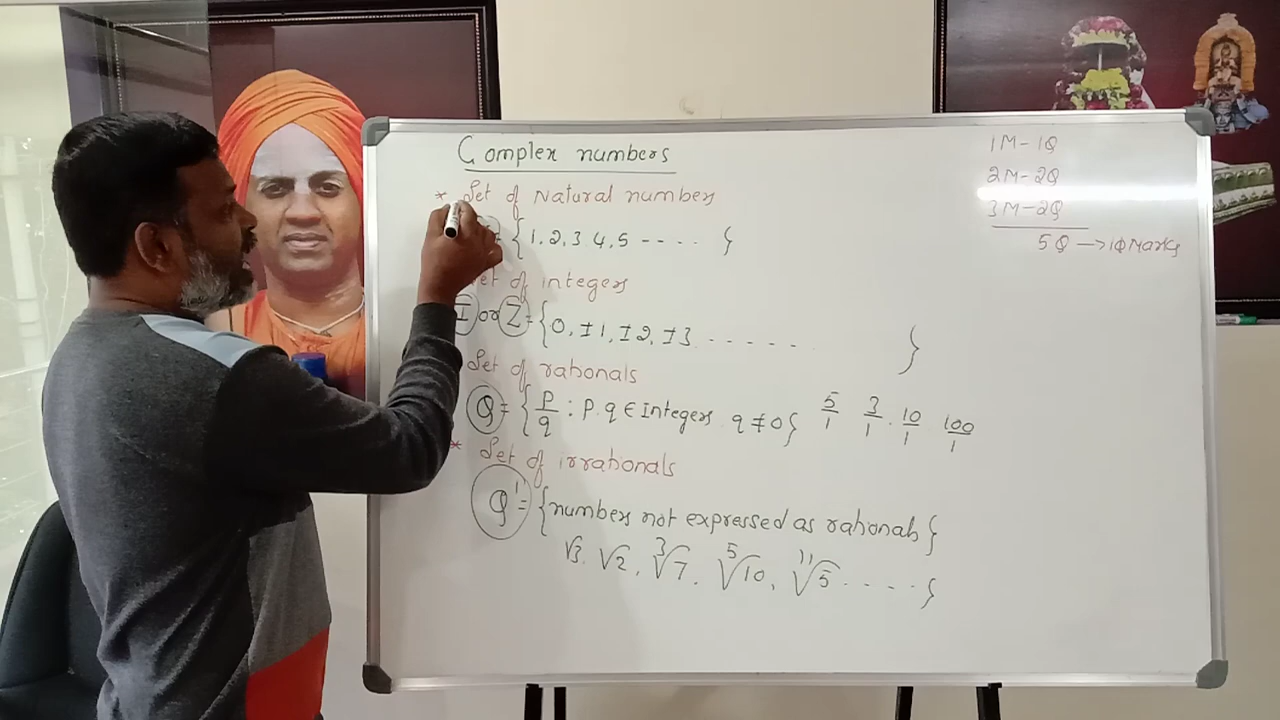 Complex numbers
* Set of Natural numbers
= { 1, 2, 3 4, 5 - - - - }
Set of integers
I or Z = { 0, ±1, ±2, ±3 - - - - - - }
Set of rationals
Q = { p/q : p, q ∈ Integers, q ≠ 0 } 5/1 3/1 . 10/1 100/1
* Set of irrationals
Q' = { numbers not expressed as rationals }
√3, √2, ∛7, ⁵√10, ¹¹√5 - - - - - }
1M - 1Q
2M - 2Q
3M - 2Q
5Q → 10 Marks